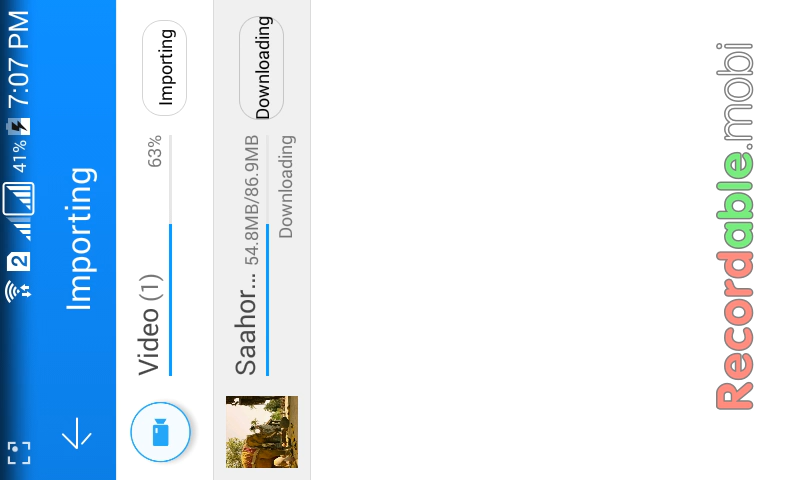 2 41% 7:07 PM
Importing
Video (1) 63% Importing
Saahor... 54.8MB/86.9MB Downloading
Downloading
Recordable.mobi